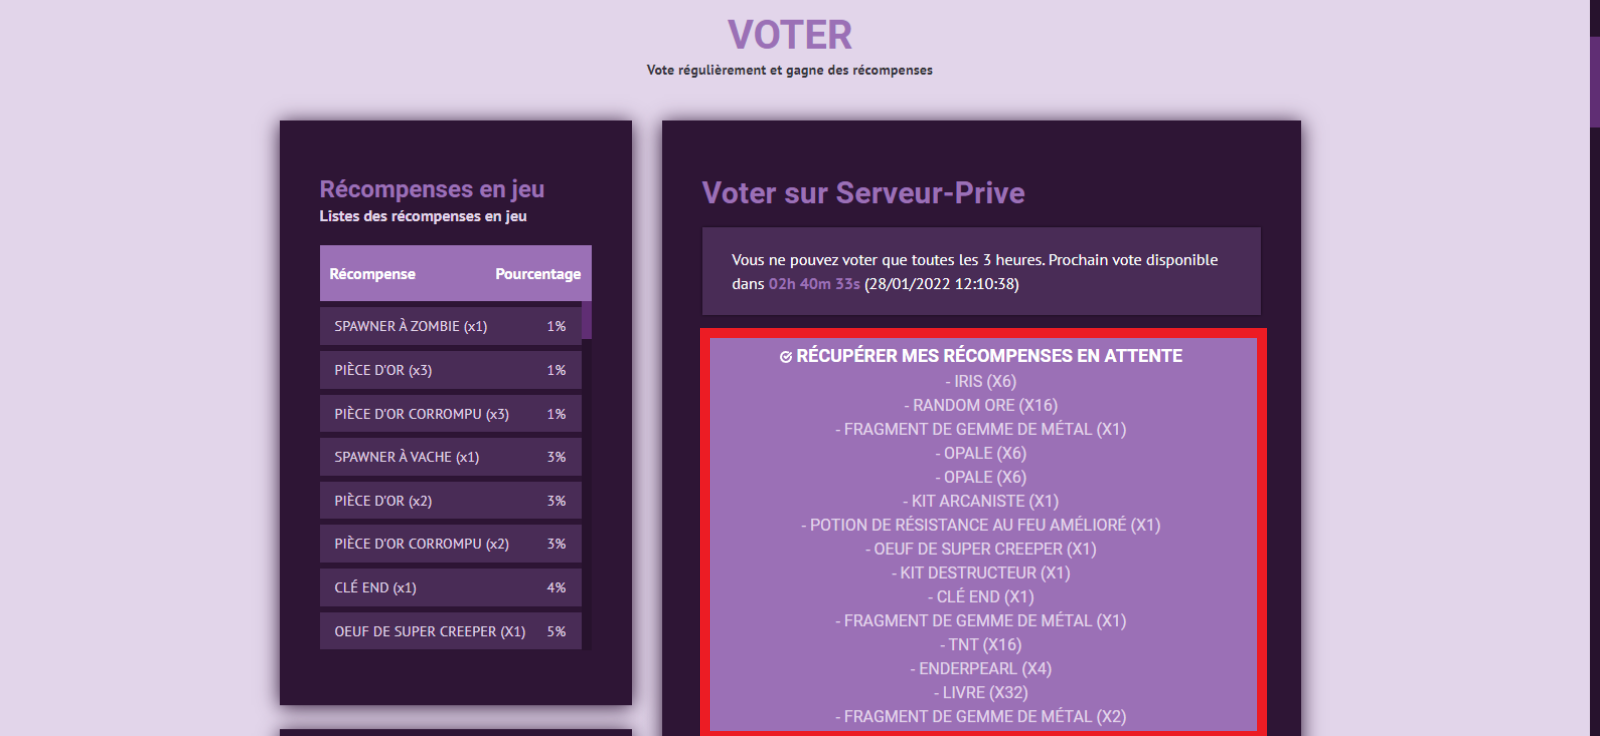 VOTER
Vote régulièrement et gagne des récompenses
Récompenses en jeu
Listes des récompenses en jeu
Récompense Pourcentage
SPAWNER À ZOMBIE (x1) 1%
PIÈCE D'OR (x3) 1%
PIÈCE D'OR CORROMPU (x3) 1%
SPAWNER À VACHE (x1) 3%
PIÈCE D'OR (x2) 3%
PIÈCE D'OR CORROMPU (x2) 3%
CLÉ END (x1) 4%
OEUF DE SUPER CREEPER (X1) 5%
Voter sur Serveur-Prive
Vous ne pouvez voter que toutes les 3 heures. Prochain vote disponible
dans 02h 40m 33s (28/01/2022 12:10:38)
RÉCUPÉRER MES RÉCOMPENSES EN ATTENTE
- IRIS (X6)
- RANDOM ORE (X16)
- FRAGMENT DE GEMME DE MÉTAL (X1)
- OPALE (X6)
- OPALE (X6)
- KIT ARCANISTE (X1)
- POTION DE RÉSISTANCE AU FEU AMÉLIORÉ (X1)
- OEUF DE SUPER CREEPER (X1)
- KIT DESTRUCTEUR (X1)
- CLÉ END (X1)
- FRAGMENT DE GEMME DE MÉTAL (X1)
- TNT (X16)
- ENDERPEARL (X4)
- LIVRE (X32)
- FRAGMENT DE GEMME DE MÉTAL (X2)